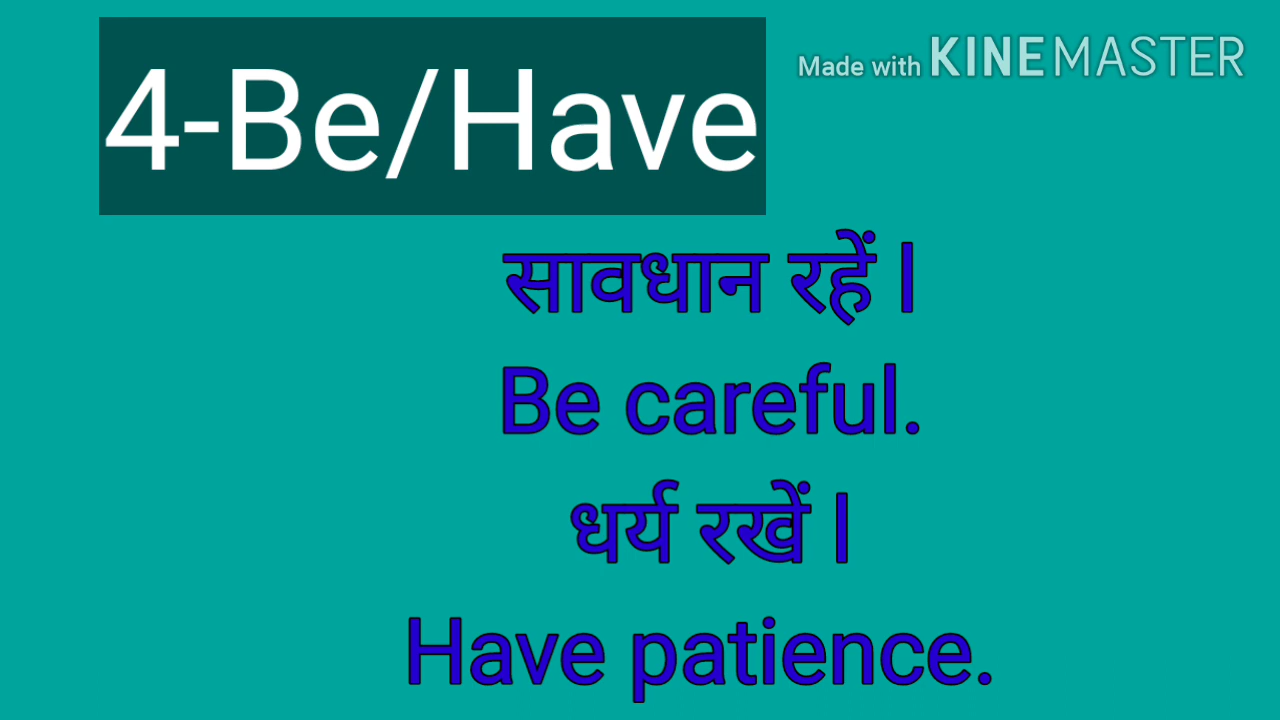 4-Be/Have
Made with KINEMASTER
सावधान रहें l
Be careful.
धर्य रखें l
Have patience.